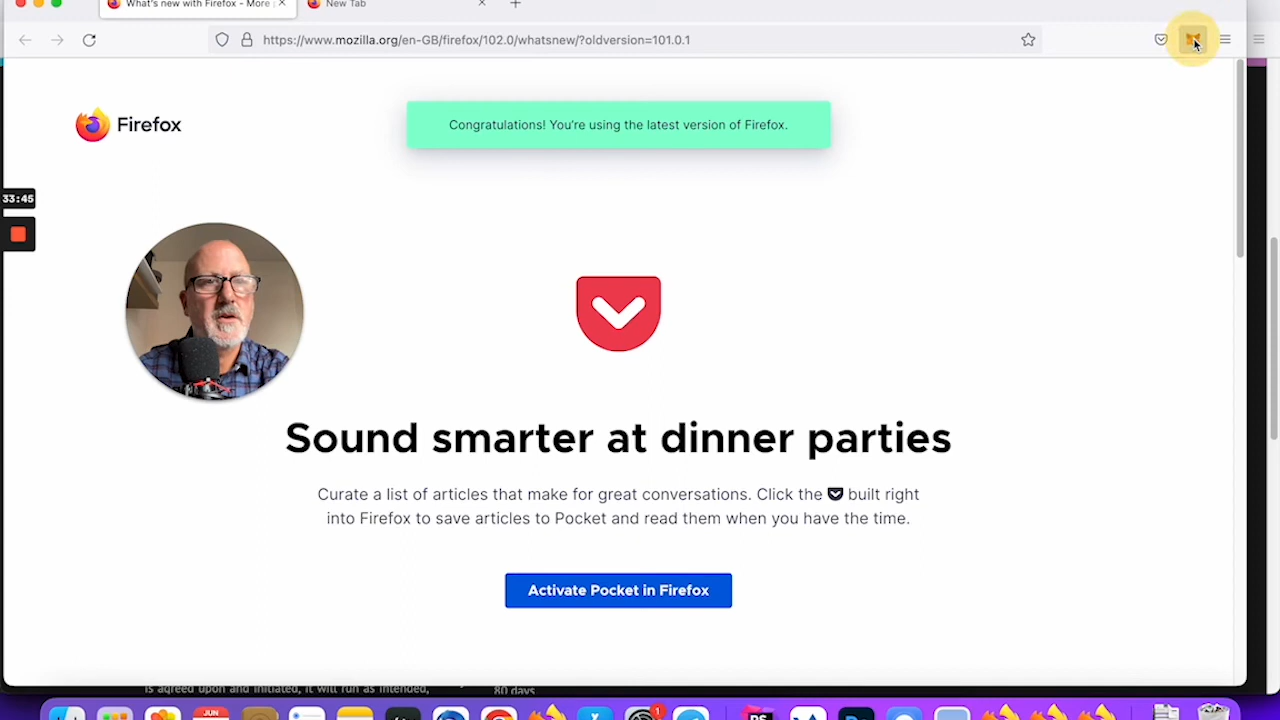 What's new with Firefox - More
New Tab
https://www.mozilla.org/en-GB/firefox/102.0/whatsnew/?oldversion=101.0.1
Firefox
Congratulations! You're using the latest version of Firefox.
33:45
Sound smarter at dinner parties
Curate a list of articles that make for great conversations. Click the built right
into Firefox to save articles to Pocket and read them when you have the time.
Activate Pocket in Firefox
is agreed upon and initiated, it will run as intended,
80 days
JUN
1